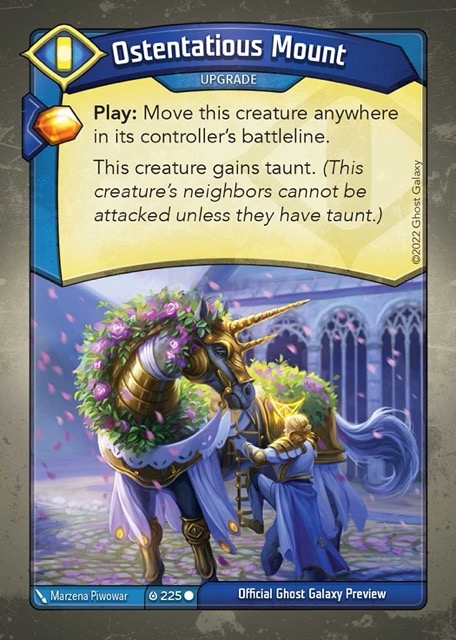 Ostentatious Mount
UPGRADE
Play: Move this creature anywhere
in its controller's battleline.
This creature gains taunt. (This
creature's neighbors cannot be
attacked unless they have taunt.)
©2022 Ghost Galaxy
Marzena Piwowar
225
Official Ghost Galaxy Preview